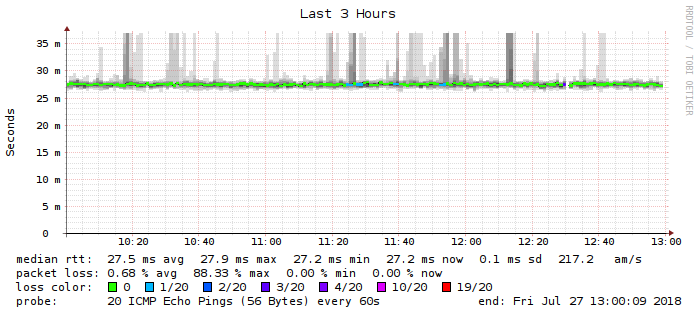 Last 3 Hours
RRDTOOL / TOBI OETIKER
Seconds
35 m
30 m
25 m
20 m
15 m
10 m
5 m
0
10:20 10:40 11:00 11:20 11:40 12:00 12:20 12:40 13:00
median rtt: 27.5 ms avg 27.9 ms max 27.2 ms min 27.2 ms now 0.1 ms sd 217.2 am/s
packet loss: 0.68 % avg 88.33 % max 0.00 % min 0.00 % now
loss color: 0 1/20 2/20 3/20 4/20 10/20 19/20
probe: 20 ICMP Echo Pings (56 Bytes) every 60s end: Fri Jul 27 13:00:09 2018